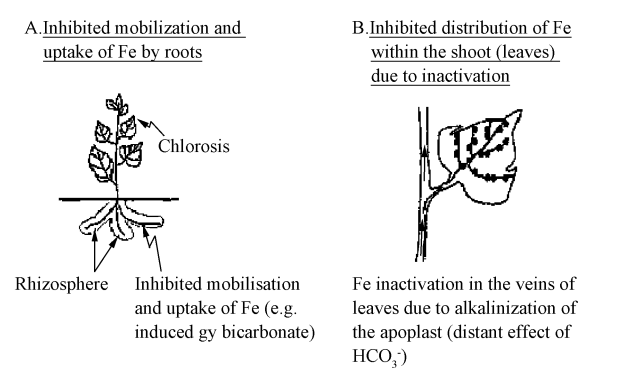 A.Inhibited mobilization and
uptake of Fe by roots
B.Inhibited distribution of Fe
within the shoot (leaves)
due to inactivation
Chlorosis
Rhizosphere
Inhibited mobilisation
and uptake of Fe (e.g.
induced gy bicarbonate)
Fe inactivation in the veins of
leaves due to alkalinization of
the apoplast (distant effect of
HCO₃⁻)